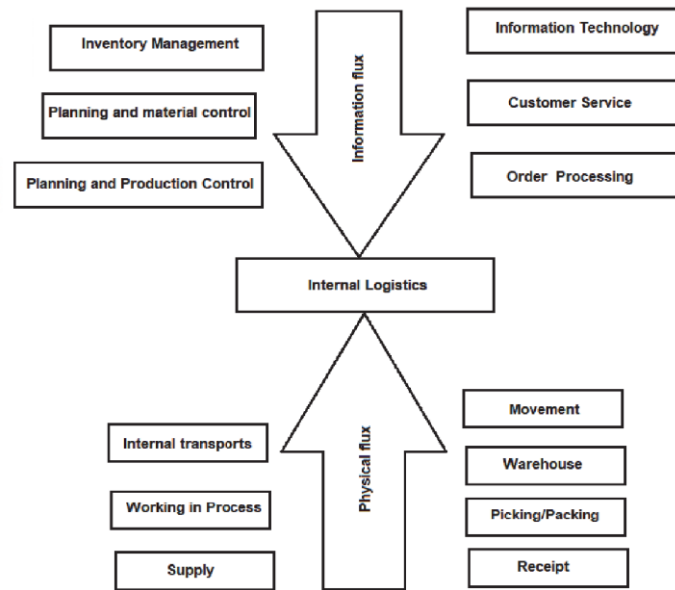 Inventory Management
Information Technology
Planning and material control
Customer Service
Planning and Production Control
Order Processing
Information flux
Internal Logistics
Physical flux
Movement
Internal transports
Warehouse
Working in Process
Picking/Packing
Supply
Receipt